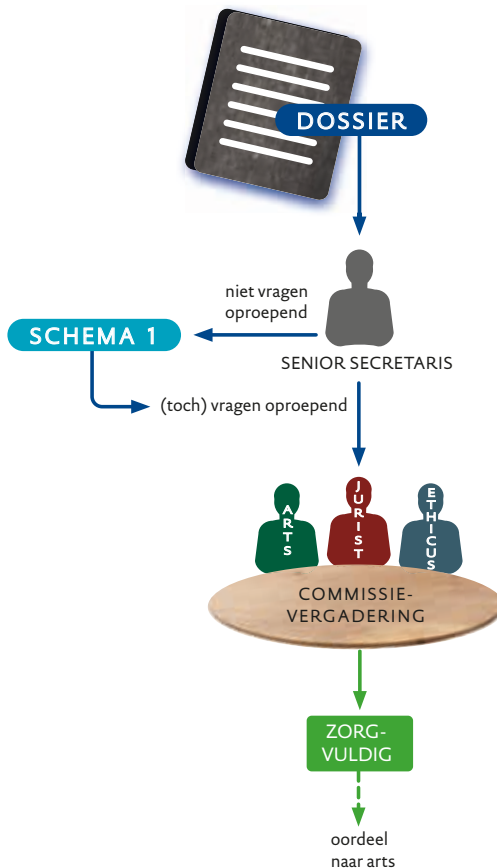 DOSSIER
niet vragen
oproepend
SCHEMA 1
SENIOR SECRETARIS
(toch) vragen oproepend
ARTS
JURIST
ETHICUS
COMMISSIE-
VERGADERING
ZORG-
VULDIG
oordeel
naar arts